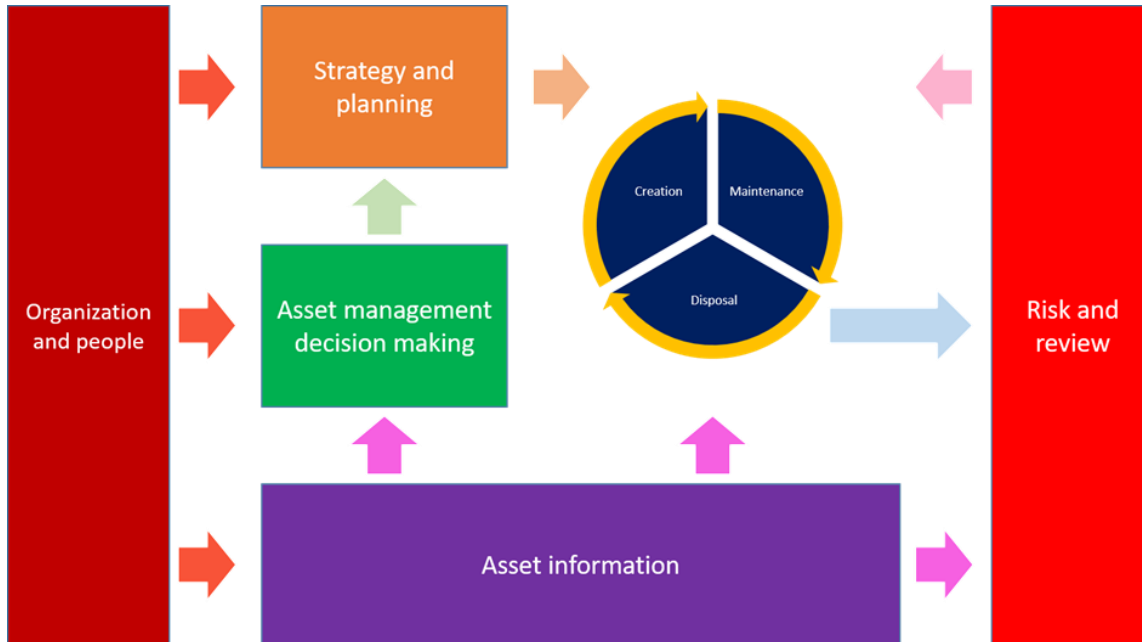 Organization
and people
Strategy and
planning
Asset management
decision making
Creation
Maintenance
Disposal
Asset information
Risk and
review